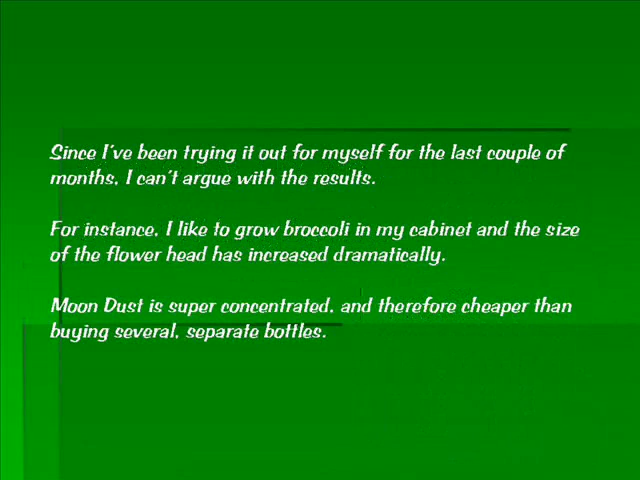 Since I've been trying it out for myself for the last couple of
months, I can't argue with the results.
For instance, I like to grow broccoli in my cabinet and the size
of the flower head has increased dramatically.
Moon Dust is super concentrated, and therefore cheaper than
buying several, separate bottles.